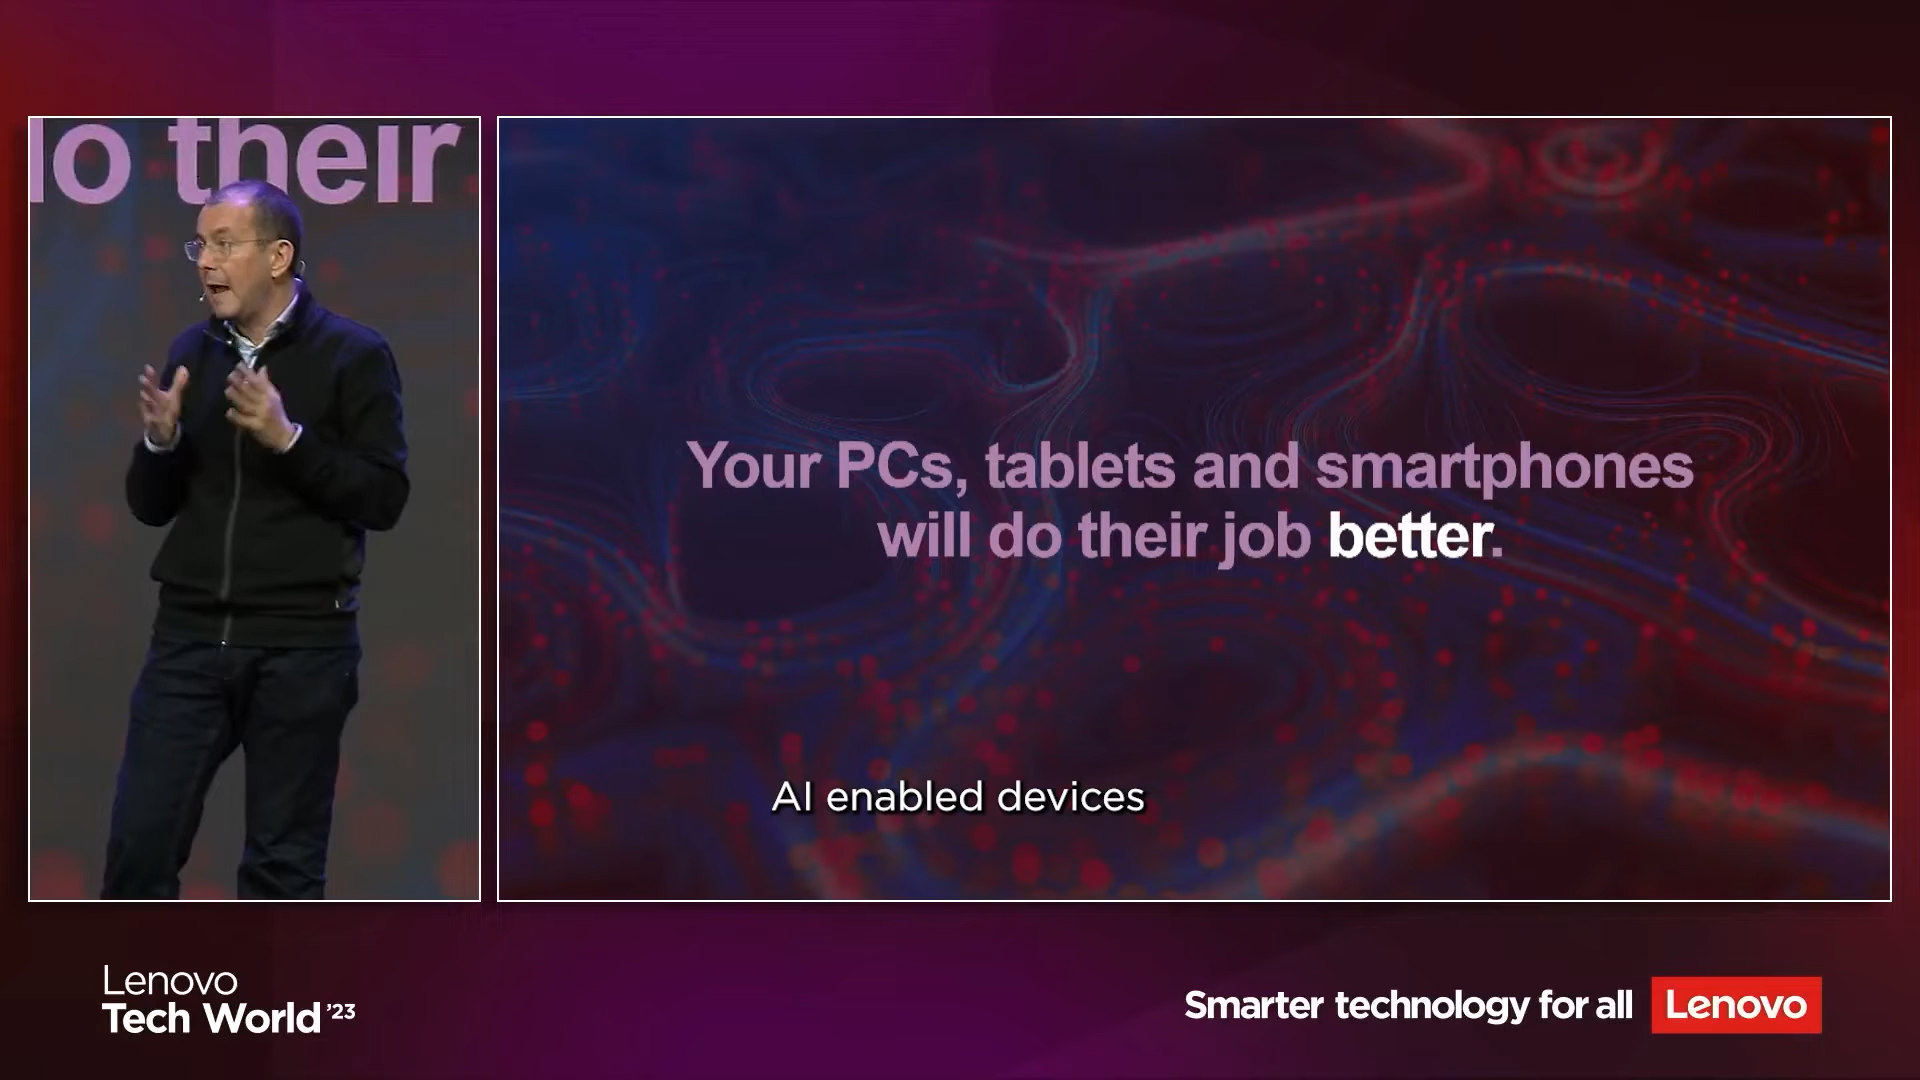 do their
Your PCs, tablets and smartphones
will do their job better.
AI enabled devices
Lenovo
Tech World '23
Smarter technology for all
Lenovo